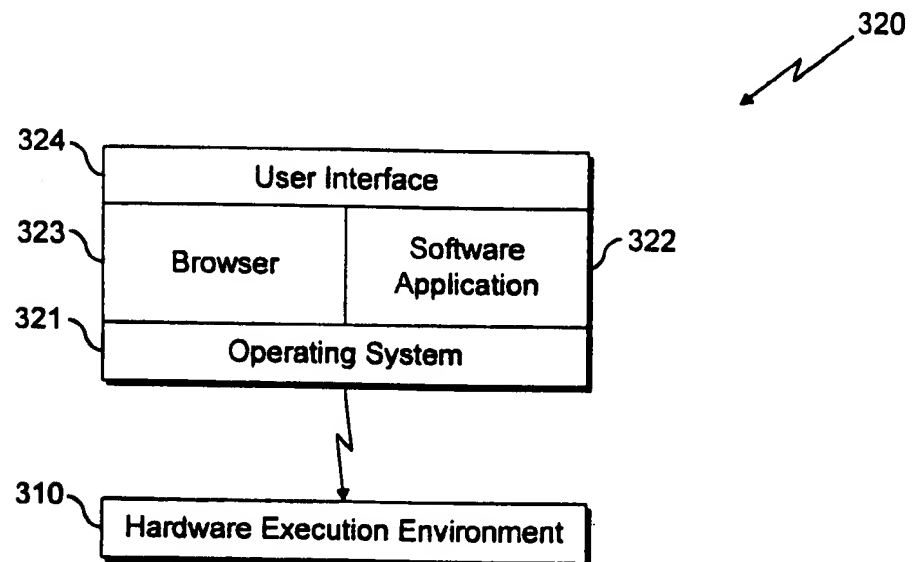 320
324
User Interface
323
Browser
Software
Application
322
321
Operating System
310
Hardware Execution Environment